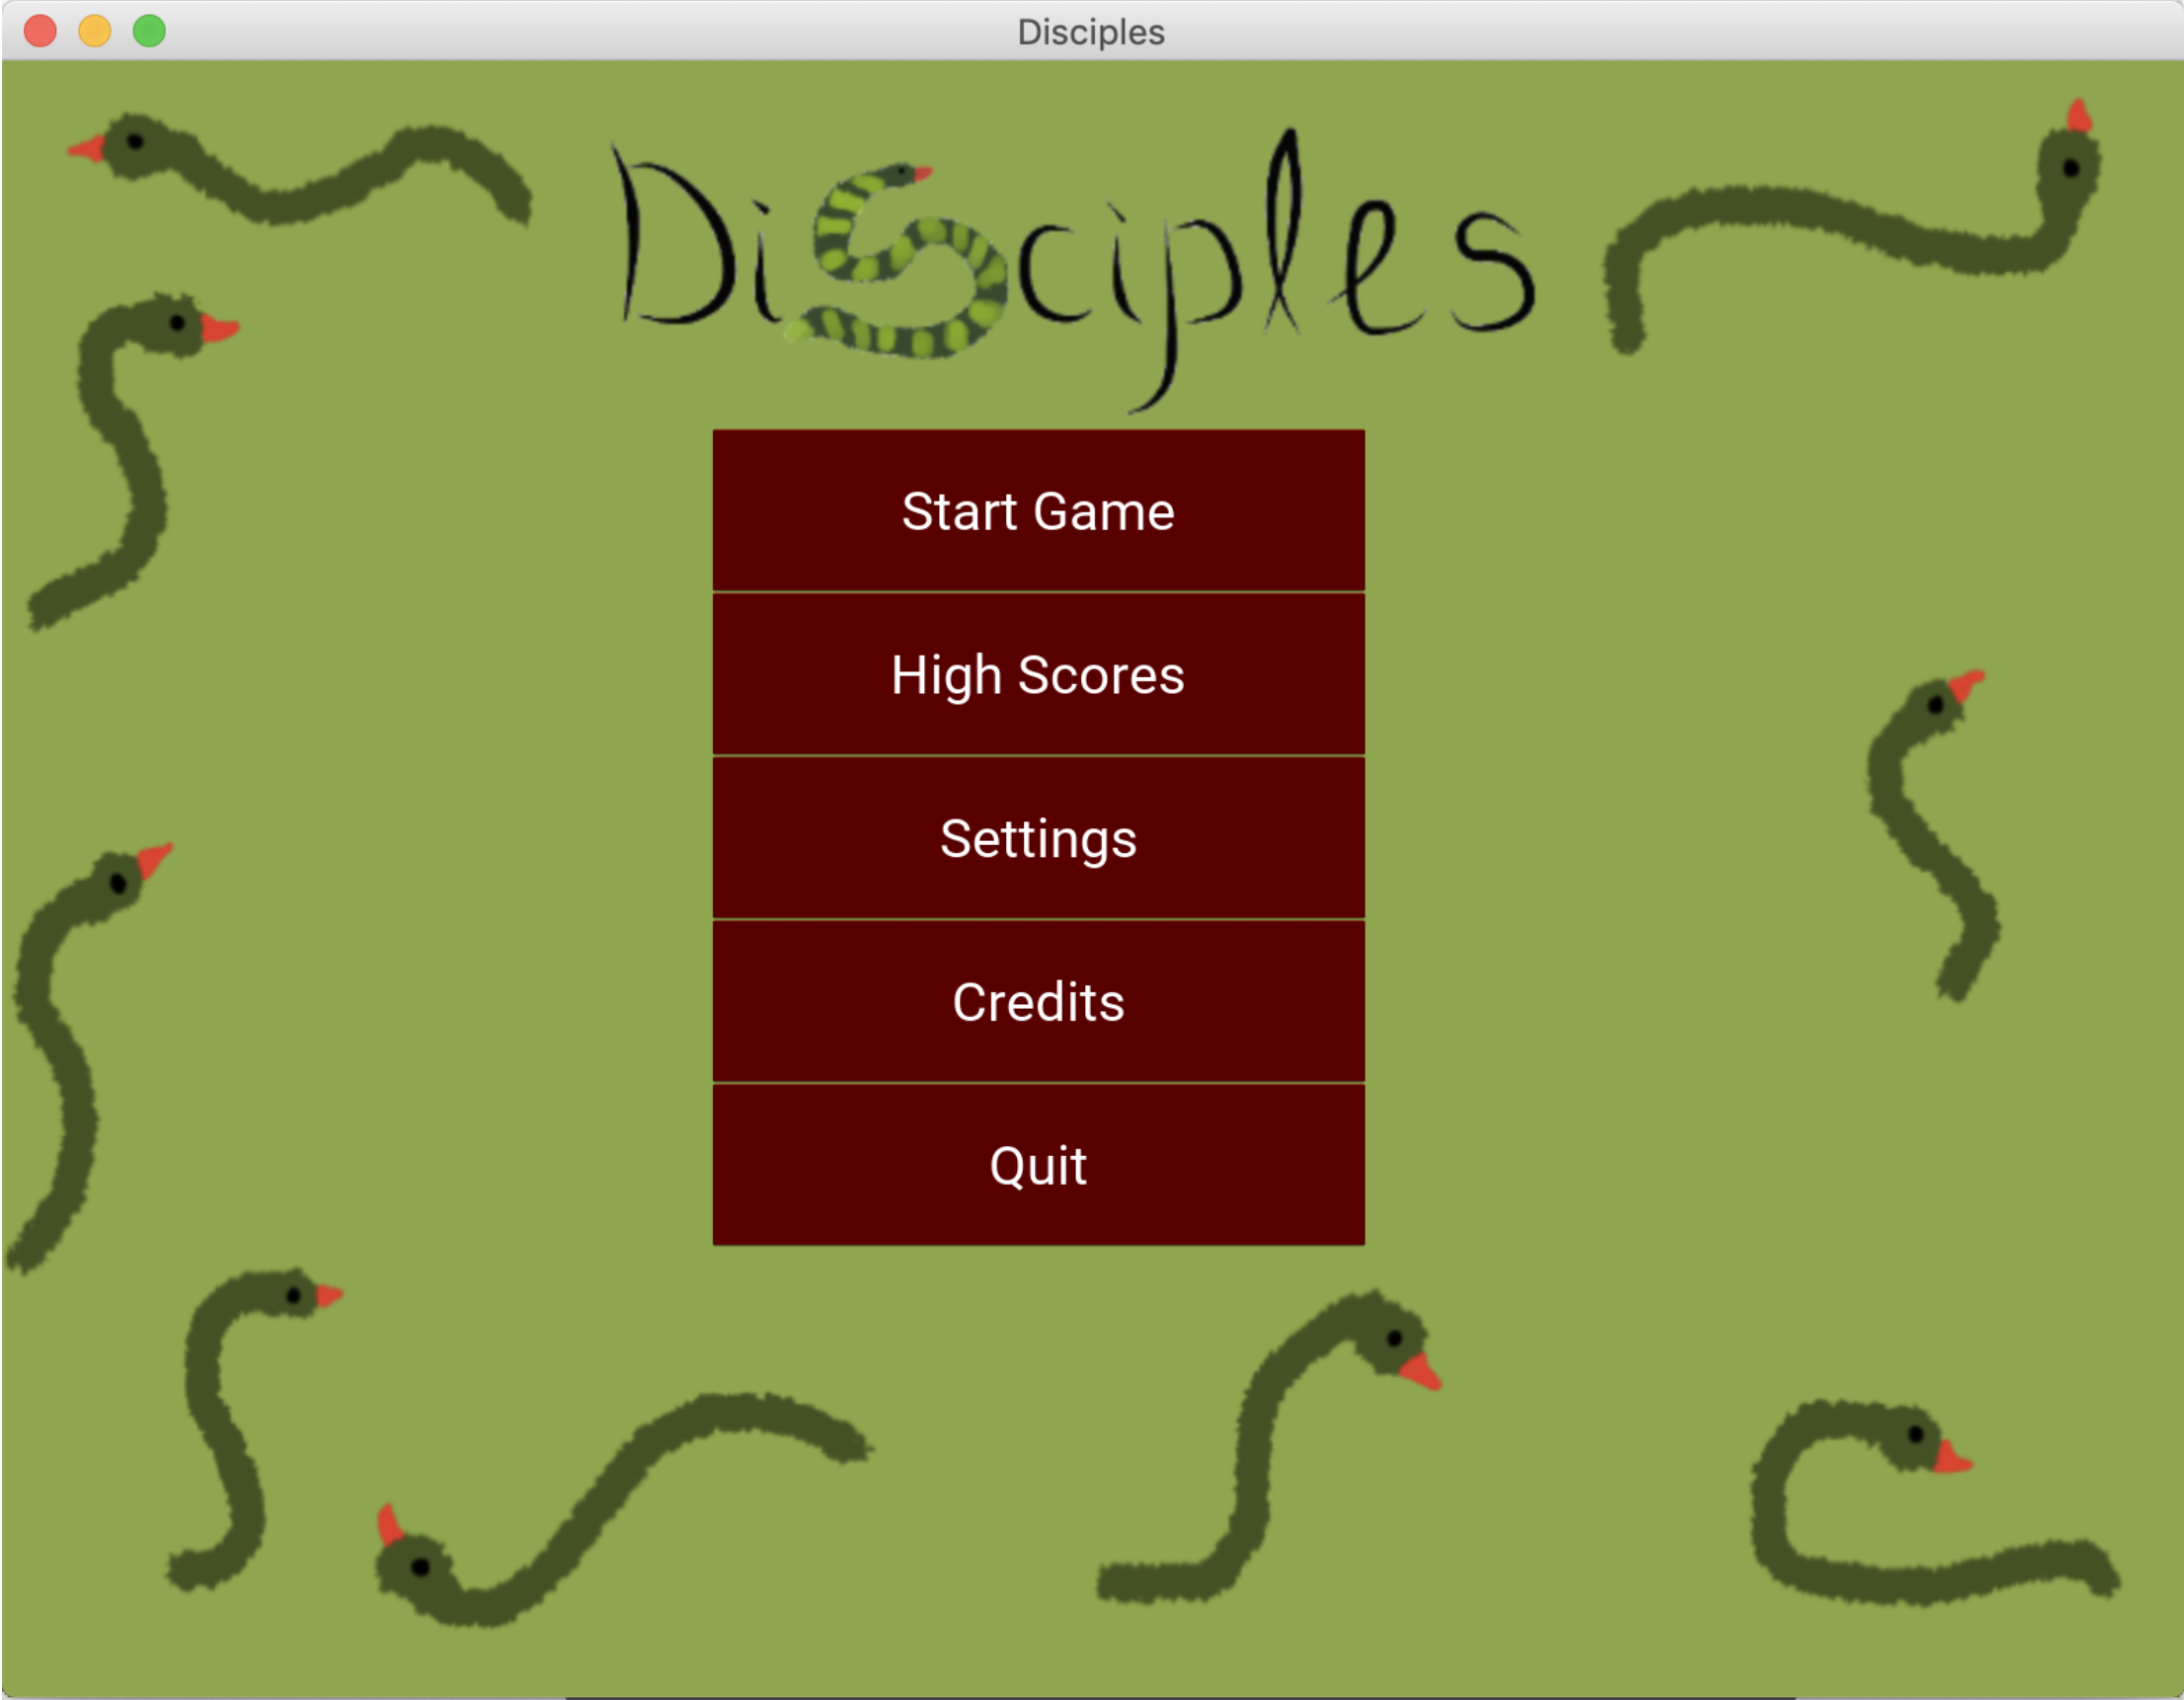 Disciples
DiSciples
Start Game
High Scores
Settings
Credits
Quit